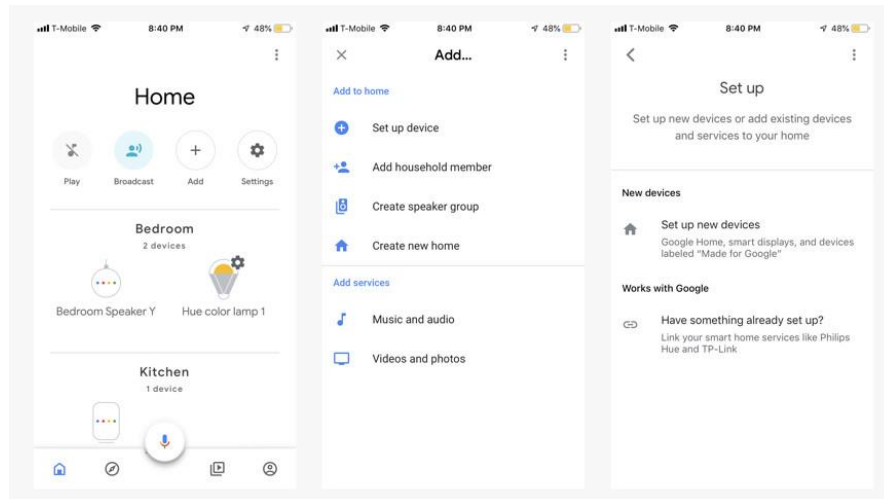 T-Mobile 8:40 PM 48%
Home
Play Broadcast Add Settings
Bedroom
2 devices
Bedroom Speaker Y Hue color lamp 1
Kitchen
1 device
T-Mobile 8:40 PM 48%
Add...
Add to home
Set up device
Add household member
Create speaker group
Create new home
Add services
Music and audio
Videos and photos
T-Mobile 8:40 PM 48%
Set up
Set up new devices or add existing devices
and services to your home
New devices
Set up new devices
Google Home, smart displays, and devices
labeled "Made for Google"
Works with Google
Have something already set up?
Link your smart home services like Philips
Hue and TP-Link